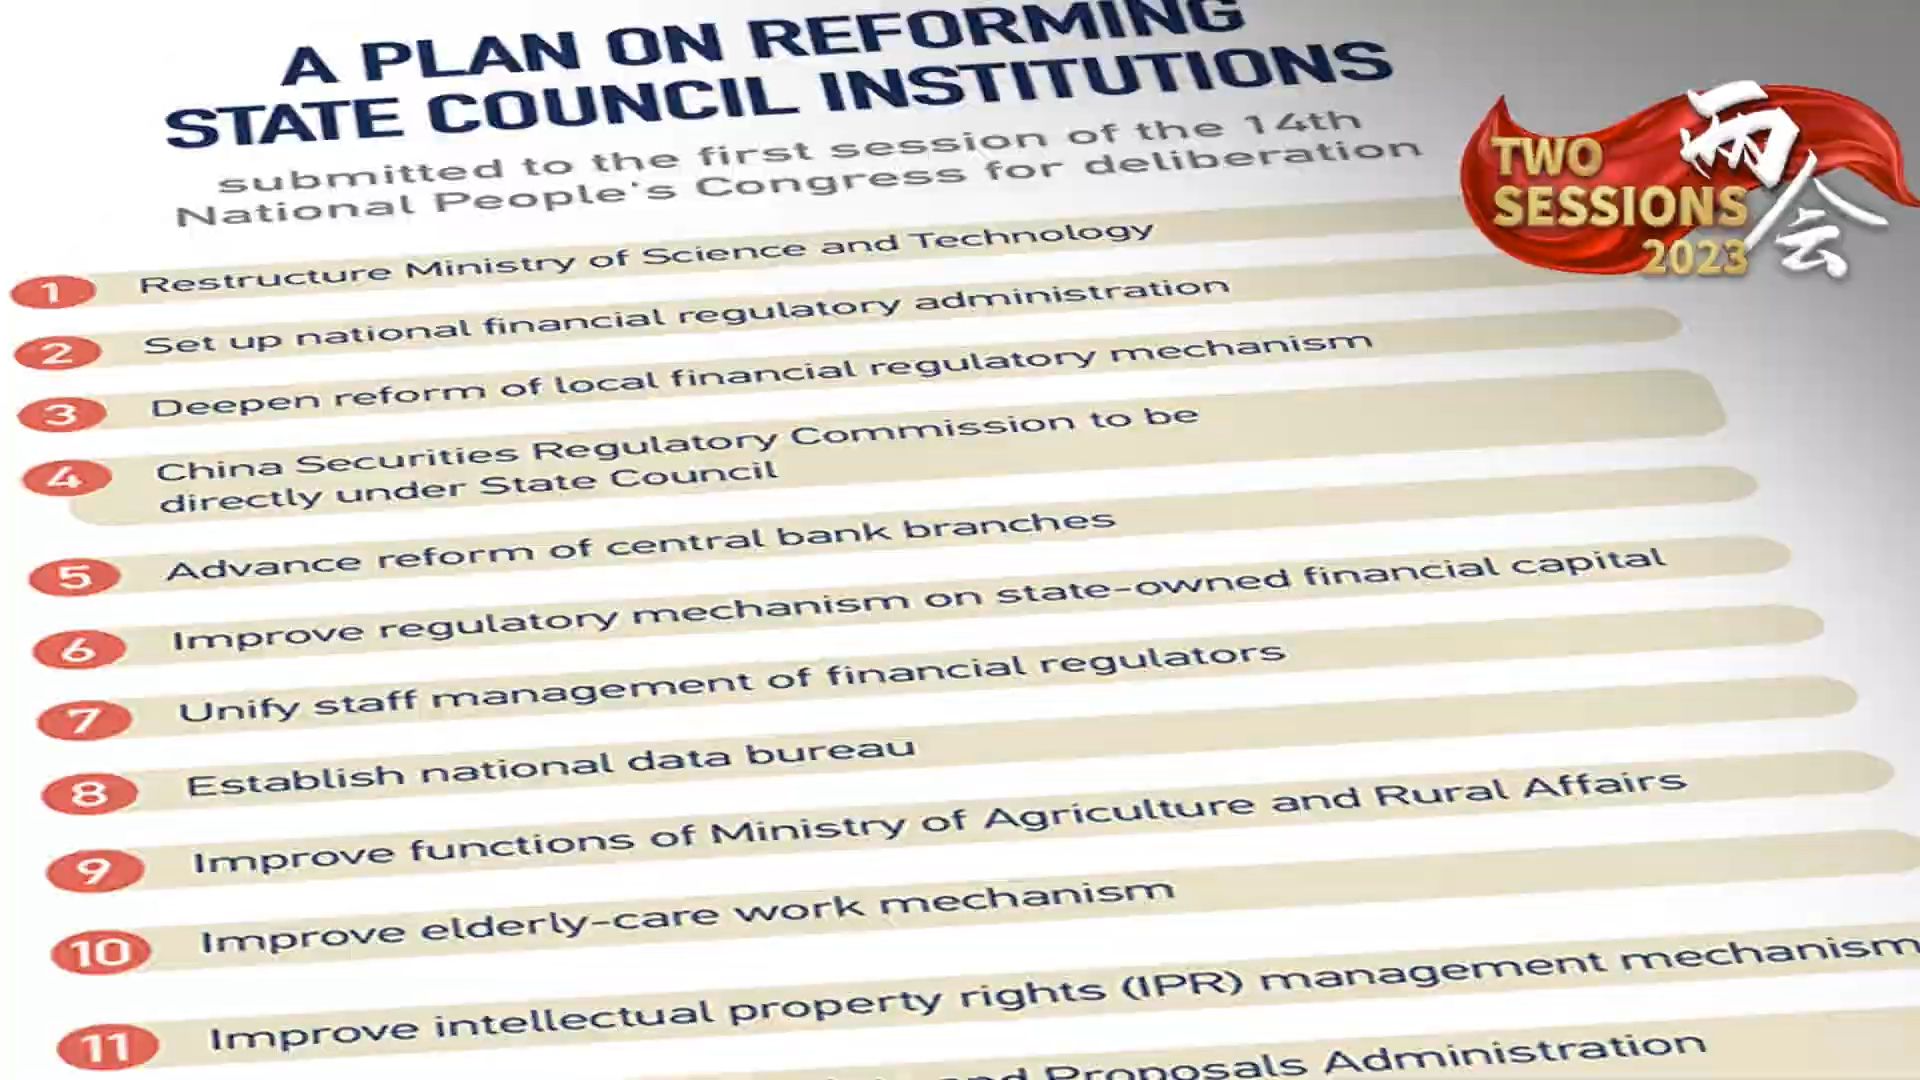 A PLAN ON REFORMING
STATE COUNCIL INSTITUTIONS
submitted to the first session of the 14th
National People's Congress for deliberation
1 Restructure Ministry of Science and Technology
2 Set up national financial regulatory administration
3 Deepen reform of local financial regulatory mechanism
4 China Securities Regulatory Commission to be
directly under State Council
5 Advance reform of central bank branches
6 Improve regulatory mechanism on state-owned financial capital
7 Unify staff management of financial regulators
8 Establish national data bureau
9 Improve functions of Ministry of Agriculture and Rural Affairs
10 Improve elderly-care work mechanism
11 Improve intellectual property rights (IPR) management mechanism
and Proposals Administration
TWO
SESSIONS
2023
两会